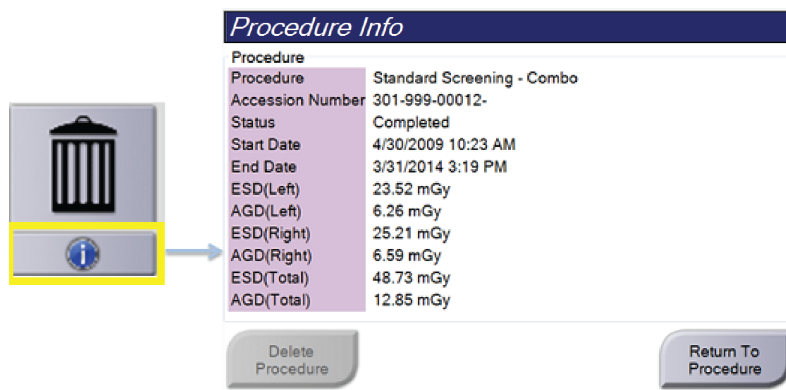 Procedure Info
Procedure
Procedure Standard Screening - Combo
Accession Number 301-999-00012-
Status Completed
Start Date 4/30/2009 10:23 AM
End Date 3/31/2014 3:19 PM
ESD(Left) 23.52 mGy
AGD(Left) 6.26 mGy
ESD(Right) 25.21 mGy
AGD(Right) 6.59 mGy
ESD(Total) 48.73 mGy
AGD(Total) 12.85 mGy
Delete
Procedure
Return To
Procedure